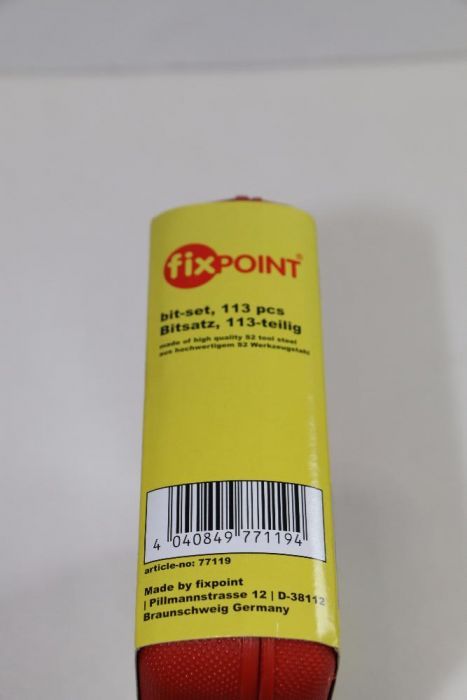 fixPOINT®
bit-set, 113 pcs
Bitsatz, 113-teilig
made of high quality S2 tool steel
aus hochwertigem S2 Werkzeugstahl
4 040849 771194
article-no: 77119
Made by fixpoint
| Pillmannstrasse 12 | D-38112
Braunschweig Germany